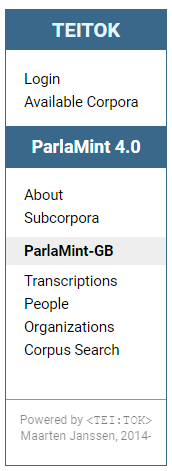 TEITOK
Login
Available Corpora
ParlaMint 4.0
About
Subcorpora
ParlaMint-GB
Transcriptions
People
Organizations
Corpus Search
Powered by <TEI:TOK>
Maarten Janssen, 2014-